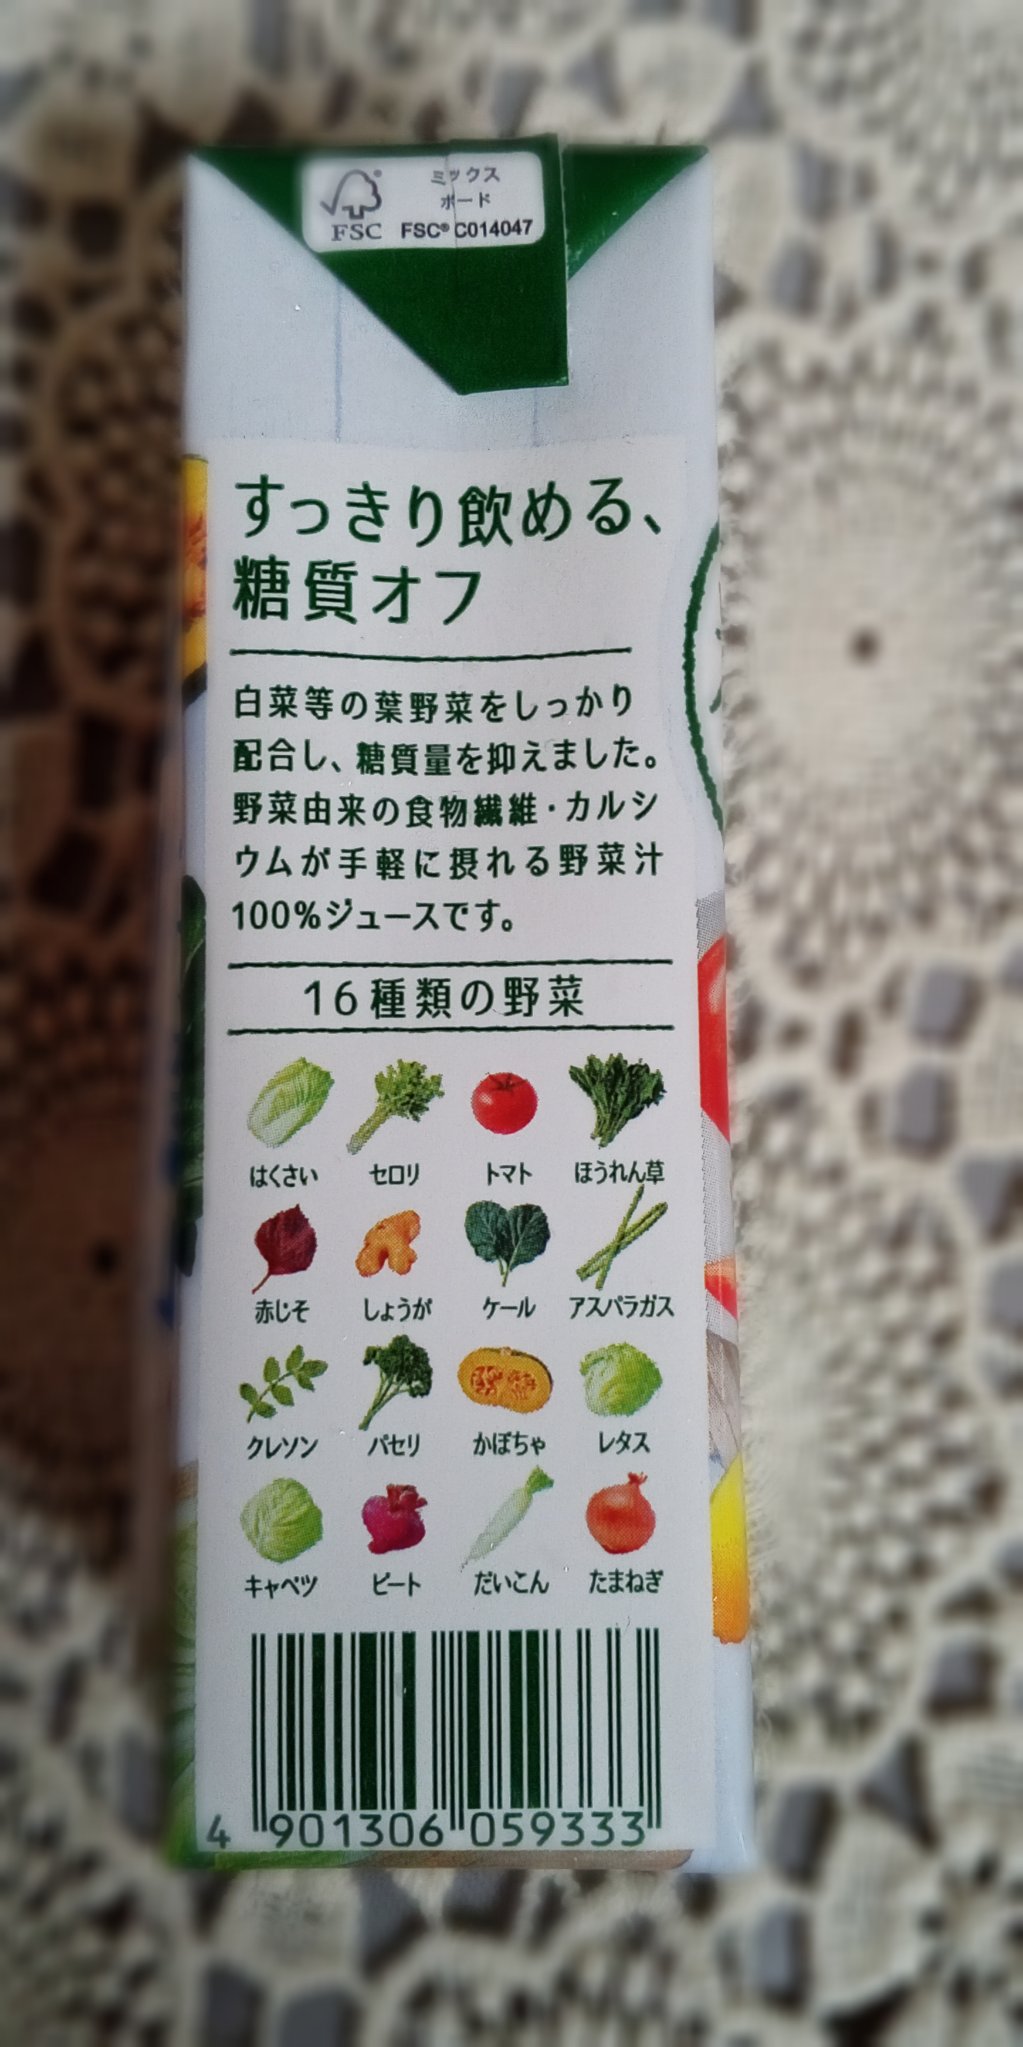 ミックス
ボード
FSC
FSC® C014047
すっきり飲める、
糖質オフ
白菜等の葉野菜をしっかり
配合し、糖質量を抑えました。
野菜由来の食物繊維・カルシ
ウムが手軽に摂れる野菜汁
100%ジュースです。
16種類の野菜
はくさい セロリ トマト ほうれん草
赤じそ しょうが ケール アスパラガス
クレソン パセリ かぼちゃ レタス
キャベツ ビート だいこん たまねぎ
4 901306 059333